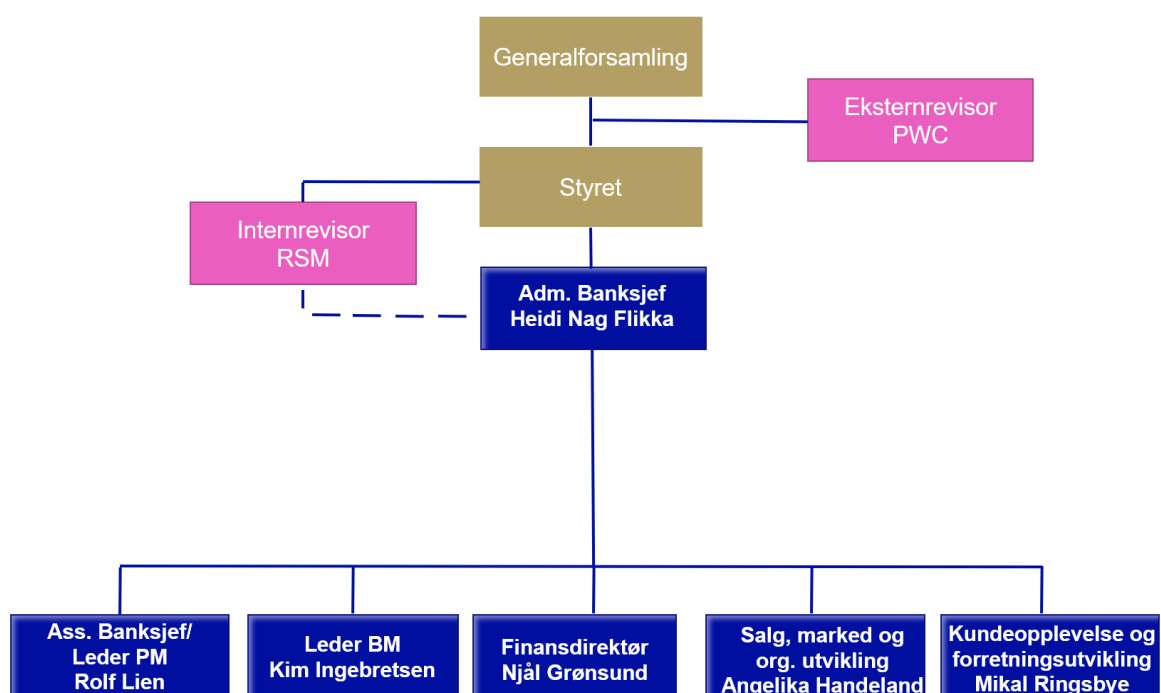 Generalforsamling
Eksternrevisor
PWC
Styret
Internrevisor
RSM
Adm. Banksjef
Heidi Nag Flikka
Ass. Banksjef/
Leder PM
Rolf Lien
Leder BM
Kim Ingebretsen
Finansdirektør
Njål Grønsund
Salg, marked og
org. utvikling
Angelika Handeland
Kundeopplevelse og
forretningsutvikling
Mikal Ringsbye